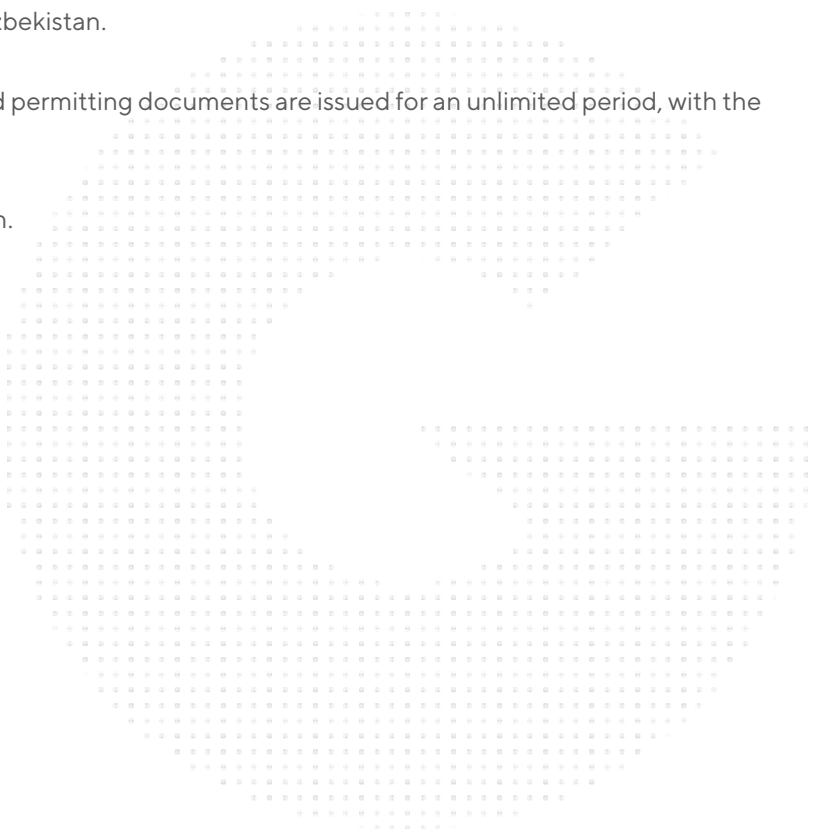 zbekistan.
d permitting documents are issued for an unlimited period, with the
n.